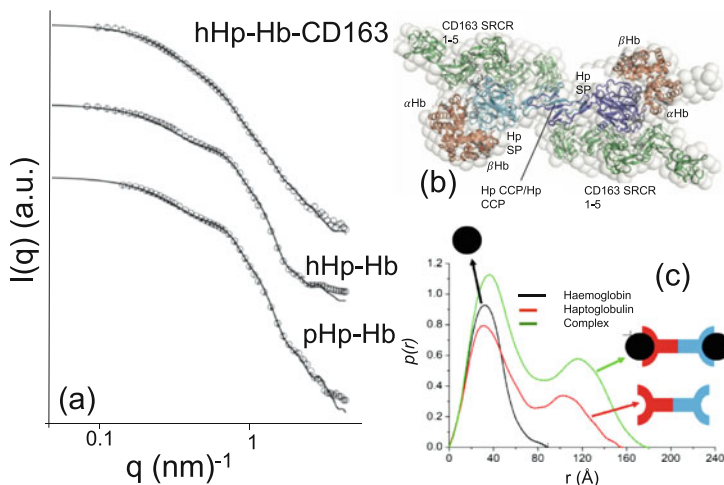 hHp-Hb-CD163
hHp-Hb
pHp-Hb
I(q) (a.u.)
(a)
0.1
1
q (nm)-1
CD163 SRCR
1-5
βHb
Hp
SP
αHb
αHb
Hp
SP
βHb
(b)
Hp CCP/Hp
CCP
CD163 SRCR
1-5
(c)
Haemoglobin
Haptoglobulin
Complex
p(r)
1.2
1.0
0.8
0.6
0.4
0.2
0.0
0
40
80
120
160
200
240
r (Å)